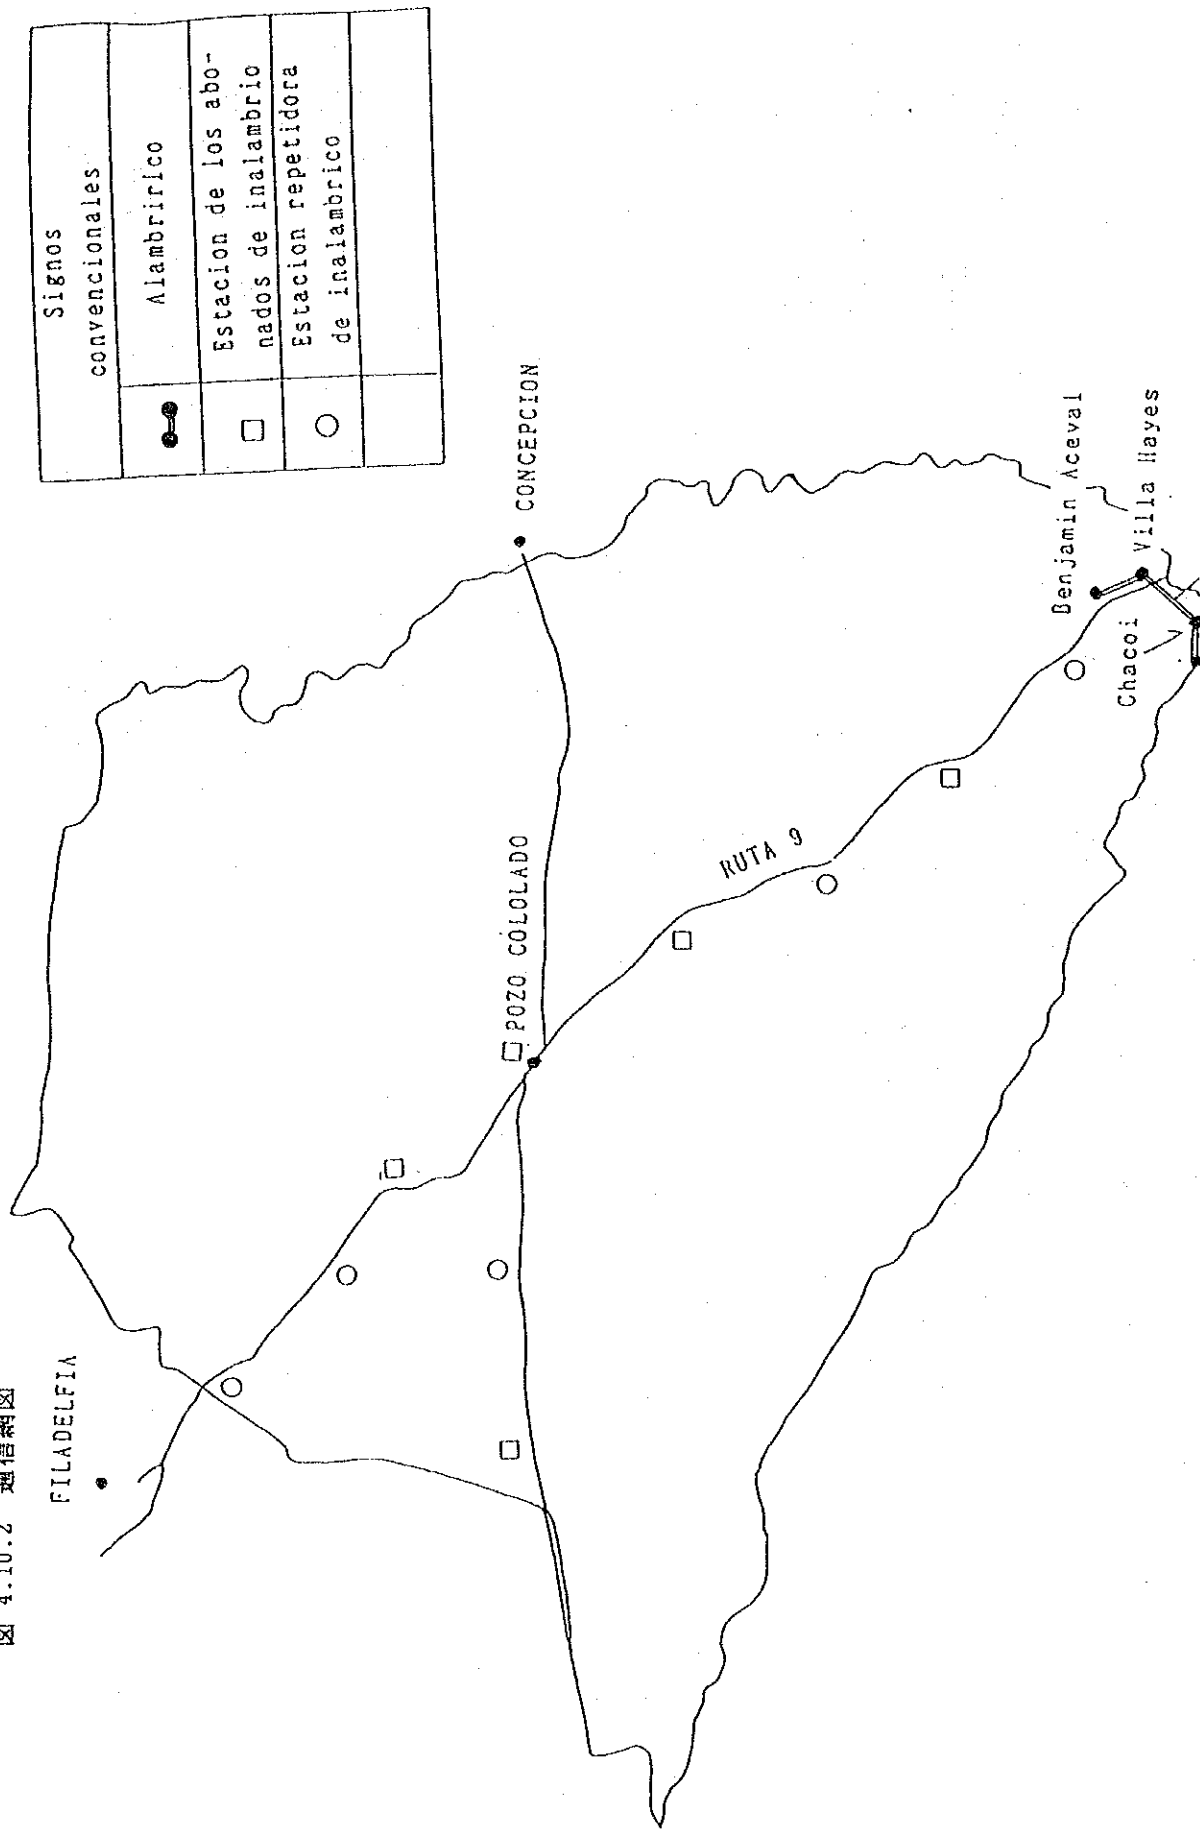 図 4.10.2 通信網図
FILADELFIA
POZO COLOLADO
CONCEPCION
RUTA 9
Benjamin Aceval
Villa Hayes
Chacoi
Signos
convencionales
Alambririco
Estacion de los abo-
nados de inalambrio
Estacion repetidora
de inalambrico